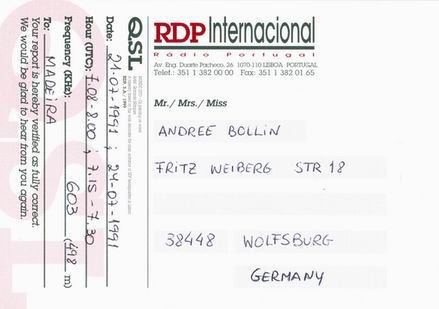 RDP Internacional
Rádio Portugal
Av. Eng. Duarte Pacheco, 26 1070-110 LISBOA PORTUGAL
Telef.: 351 1 382 00 00 Fax: 351 1 382 01 65
Mr./ Mrs./ Miss
ANDREE BOLLIN
FRITZ WEIBERG STR 18
38448 WOLFSBURG
GERMANY
QSL
Date: 21-07-1991 ; 24-07-1991
Hour (UTC): 7.08-8.00 ; 7.15-7.30
Frequency (KHz): 603 (498 m)
To: MADEIRA
Your report is hereby verified as fully correct.
We would be glad to hear from you again.